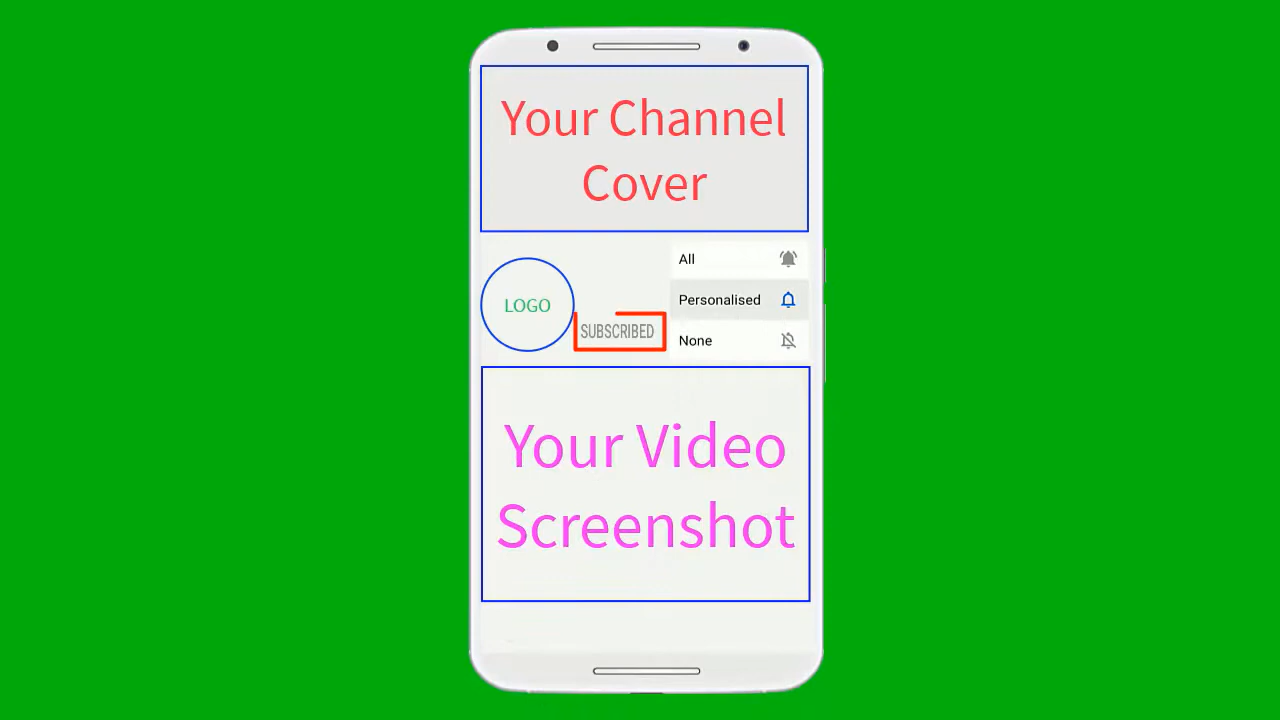 Your Channel
Cover
LOGO
SUBSCRIBED
All
Personalised
None
Your Video
Screenshot